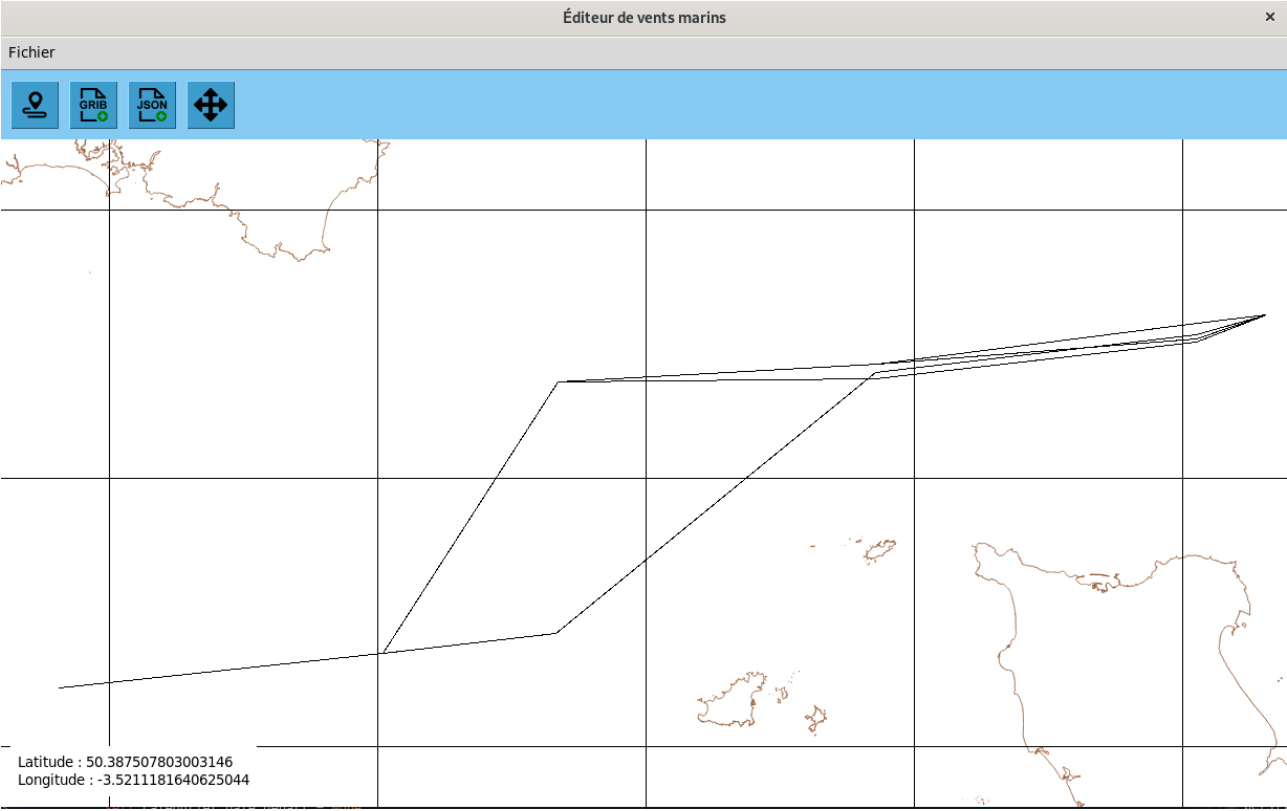 Éditeur de vents marins
Fichier
GRIB
JSON
Latitude : 50.387507803003146
Longitude : -3.5211181640625044